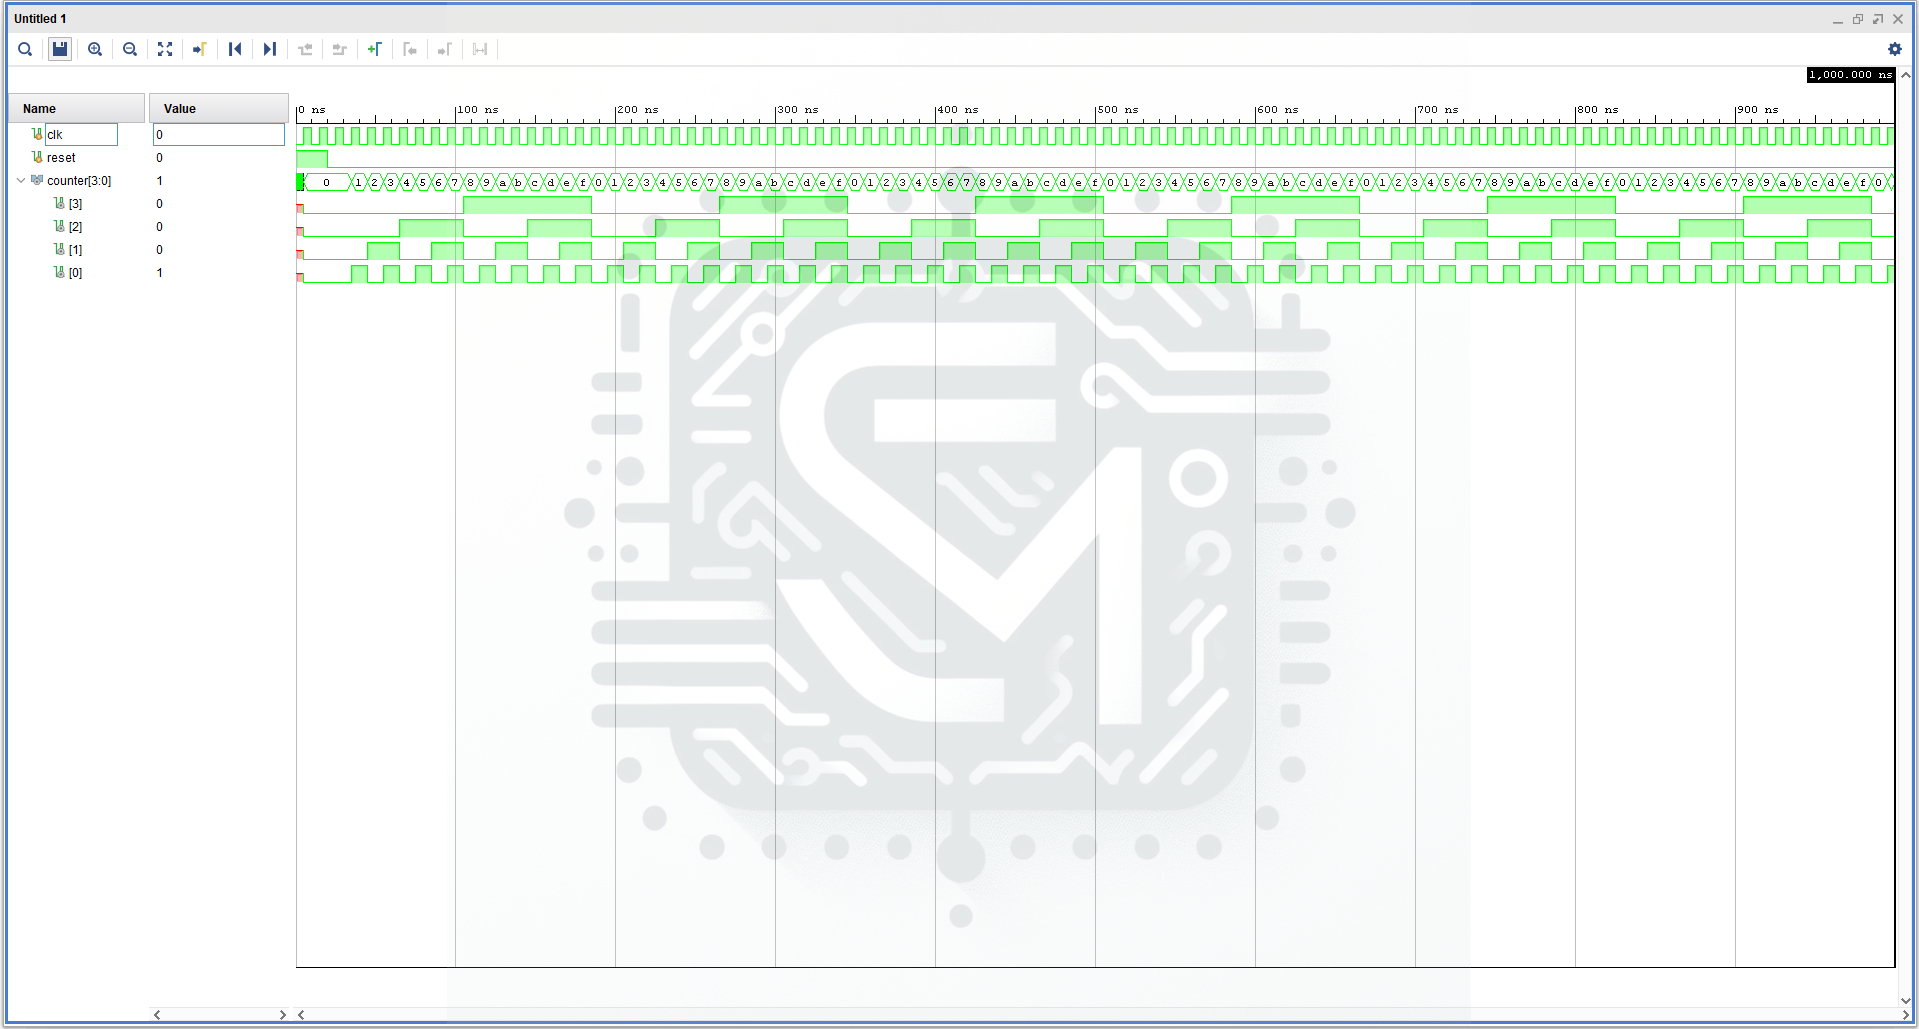 Untitled 1
1,000.000 ns
Name Value
0 ns 100 ns 200 ns 300 ns 400 ns 500 ns 600 ns 700 ns 800 ns 900 ns
clk 0
reset 0
counter[3:0] 1 0 1 2 3 4 5 6 7 8 9 a b c d e f 0 1 2 3 4 5 6 7 8 9 a b c d e f 0 1 2 3 4 5 6 7 8 9 a b c d e f 0 1 2 3 4 5 6 7 8 9 a b c d e f 0 1 2 3 4 5 6 7 8 9 a b c d e f 0 1 2 3 4 5 6 7 8 9 a b c d e f 0
[3] 0
[2] 0
[1] 0
[0] 1